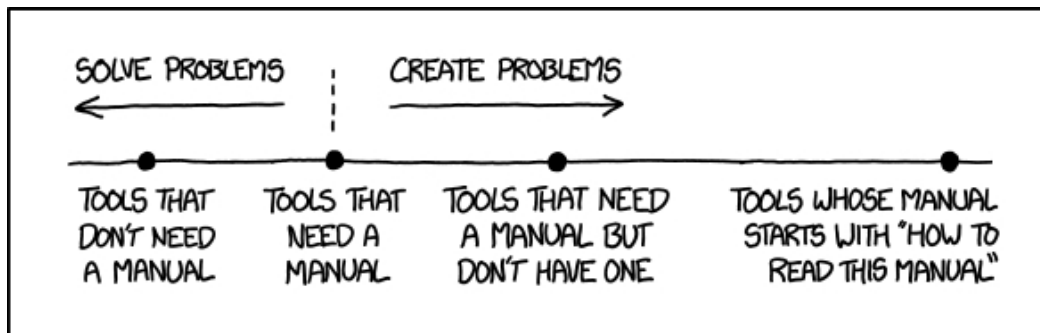 SOLVE PROBLEMS
CREATE PROBLEMS
TOOLS THAT
DON'T NEED
A MANUAL
TOOLS THAT
NEED A
MANUAL
TOOLS THAT NEED
A MANUAL BUT
DON'T HAVE ONE
TOOLS WHOSE MANUAL
STARTS WITH "HOW TO
READ THIS MANUAL"